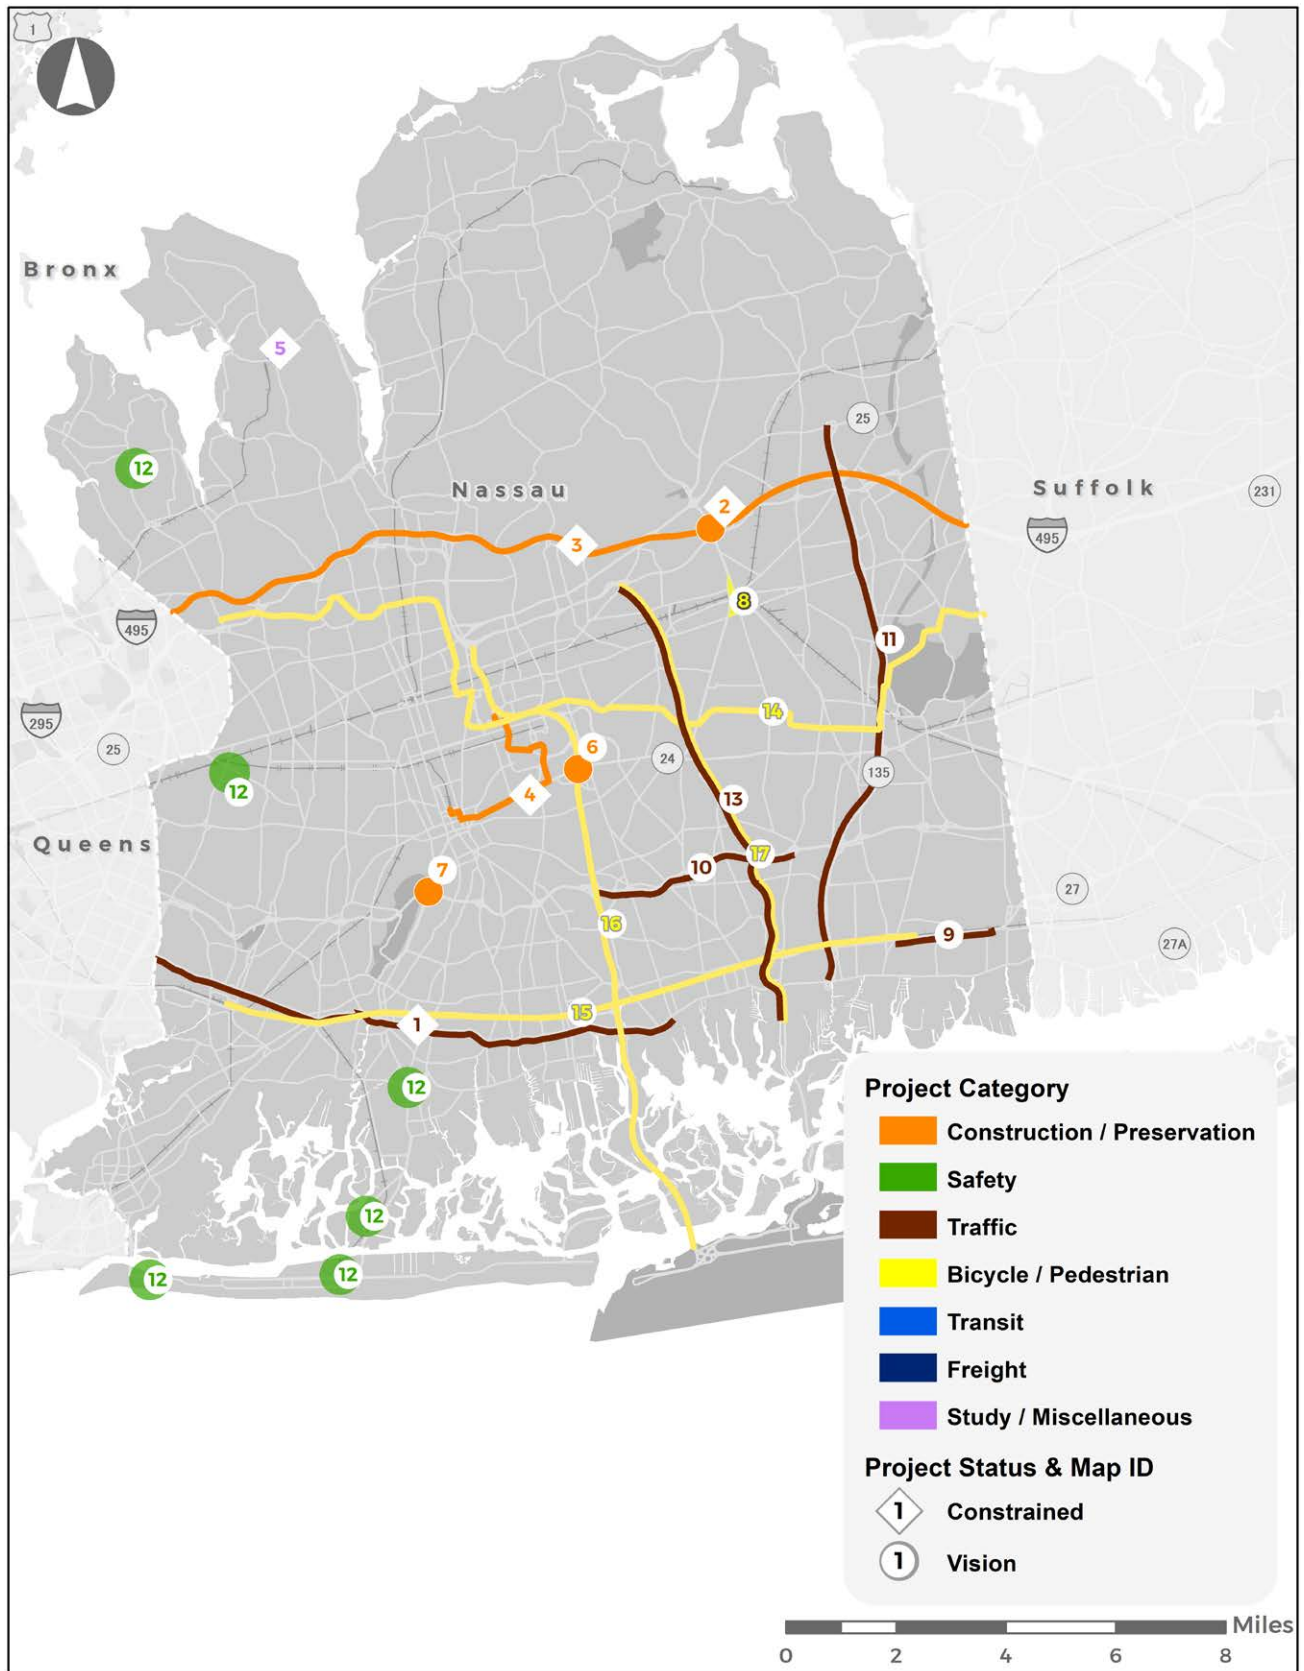 1
Bronx
5
25
12
Nassau
2
Suffolk
231
495
3
8
495
11
14
295
25
6
24
135
12
4
13
Queens
17
10
7
27
16
9
27A
15
1
12
Project Category
Construction / Preservation
Safety
12
Traffic
12
12
Bicycle / Pedestrian
Transit
Freight
Study / Miscellaneous
Project Status & Map ID
1 Constrained
1 Vision
Miles
0 2 4 6 8